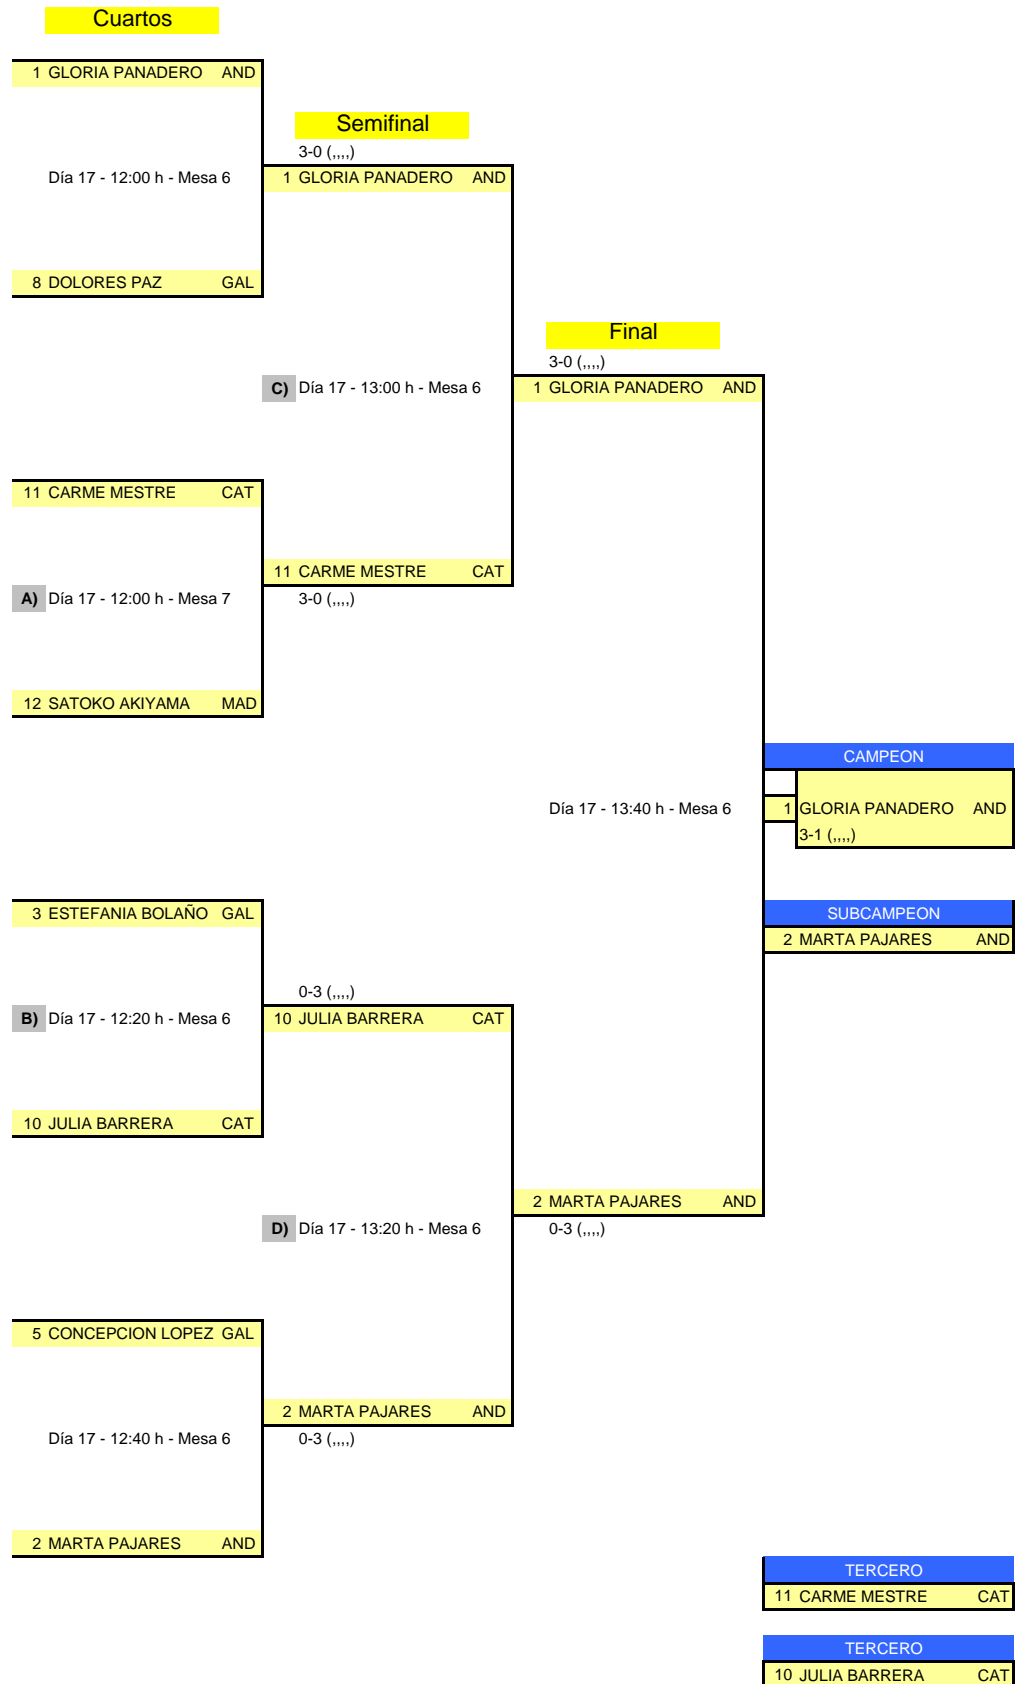 Cuartos
1 GLORIA PANADERO AND
Semifinal
3-0 (,,,,)
Día 17 - 12:00 h - Mesa 6
1 GLORIA PANADERO AND
8 DOLORES PAZ GAL
Final
3-0 (,,,,)
C) Día 17 - 13:00 h - Mesa 6
1 GLORIA PANADERO AND
11 CARME MESTRE CAT
11 CARME MESTRE CAT
A) Día 17 - 12:00 h - Mesa 7
3-0 (,,,,)
12 SATOKO AKIYAMA MAD
CAMPEON
Día 17 - 13:40 h - Mesa 6
1 GLORIA PANADERO AND
3-1 (,,,,)
3 ESTEFANIA BOLAÑO GAL
SUBCAMPEON
2 MARTA PAJARES AND
0-3 (,,,,)
B) Día 17 - 12:20 h - Mesa 6
10 JULIA BARRERA CAT
10 JULIA BARRERA CAT
2 MARTA PAJARES AND
D) Día 17 - 13:20 h - Mesa 6
0-3 (,,,,)
5 CONCEPCION LOPEZ GAL
2 MARTA PAJARES AND
Día 17 - 12:40 h - Mesa 6
0-3 (,,,,)
2 MARTA PAJARES AND
TERCERO
11 CARME MESTRE CAT
TERCERO
10 JULIA BARRERA CAT